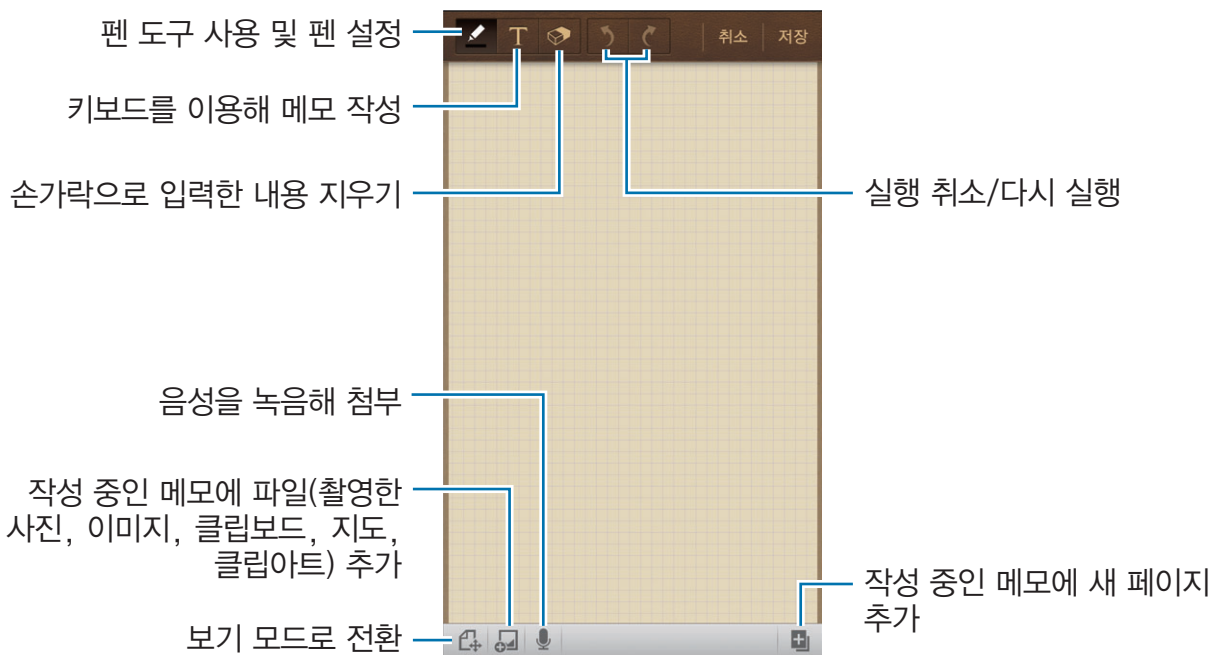 펜 도구 사용 및 펜 설정
T
취소
저장
키보드를 이용해 메모 작성
손가락으로 입력한 내용 지우기
실행 취소/다시 실행
음성을 녹음해 첨부
작성 중인 메모에 파일(촬영한
사진, 이미지, 클립보드, 지도,
클립아트) 추가
작성 중인 메모에 새 페이지
추가
보기 모드로 전환